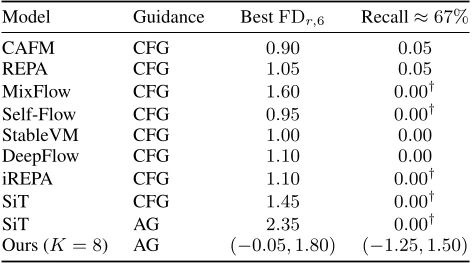 Model Guidance Best FD_{r,6} Recall ≈ 67%
CAFM CFG 0.90 0.05
REPA CFG 1.05 0.05
MixFlow CFG 1.60 0.00†
Self-Flow CFG 0.95 0.00†
StableVM CFG 1.00 0.00
DeepFlow CFG 1.10 0.00
iREPA CFG 1.10 0.00†
SiT CFG 1.45 0.00†
SiT AG 2.35 0.00†
Ours (K = 8) AG (−0.05, 1.80) (−1.25, 1.50)